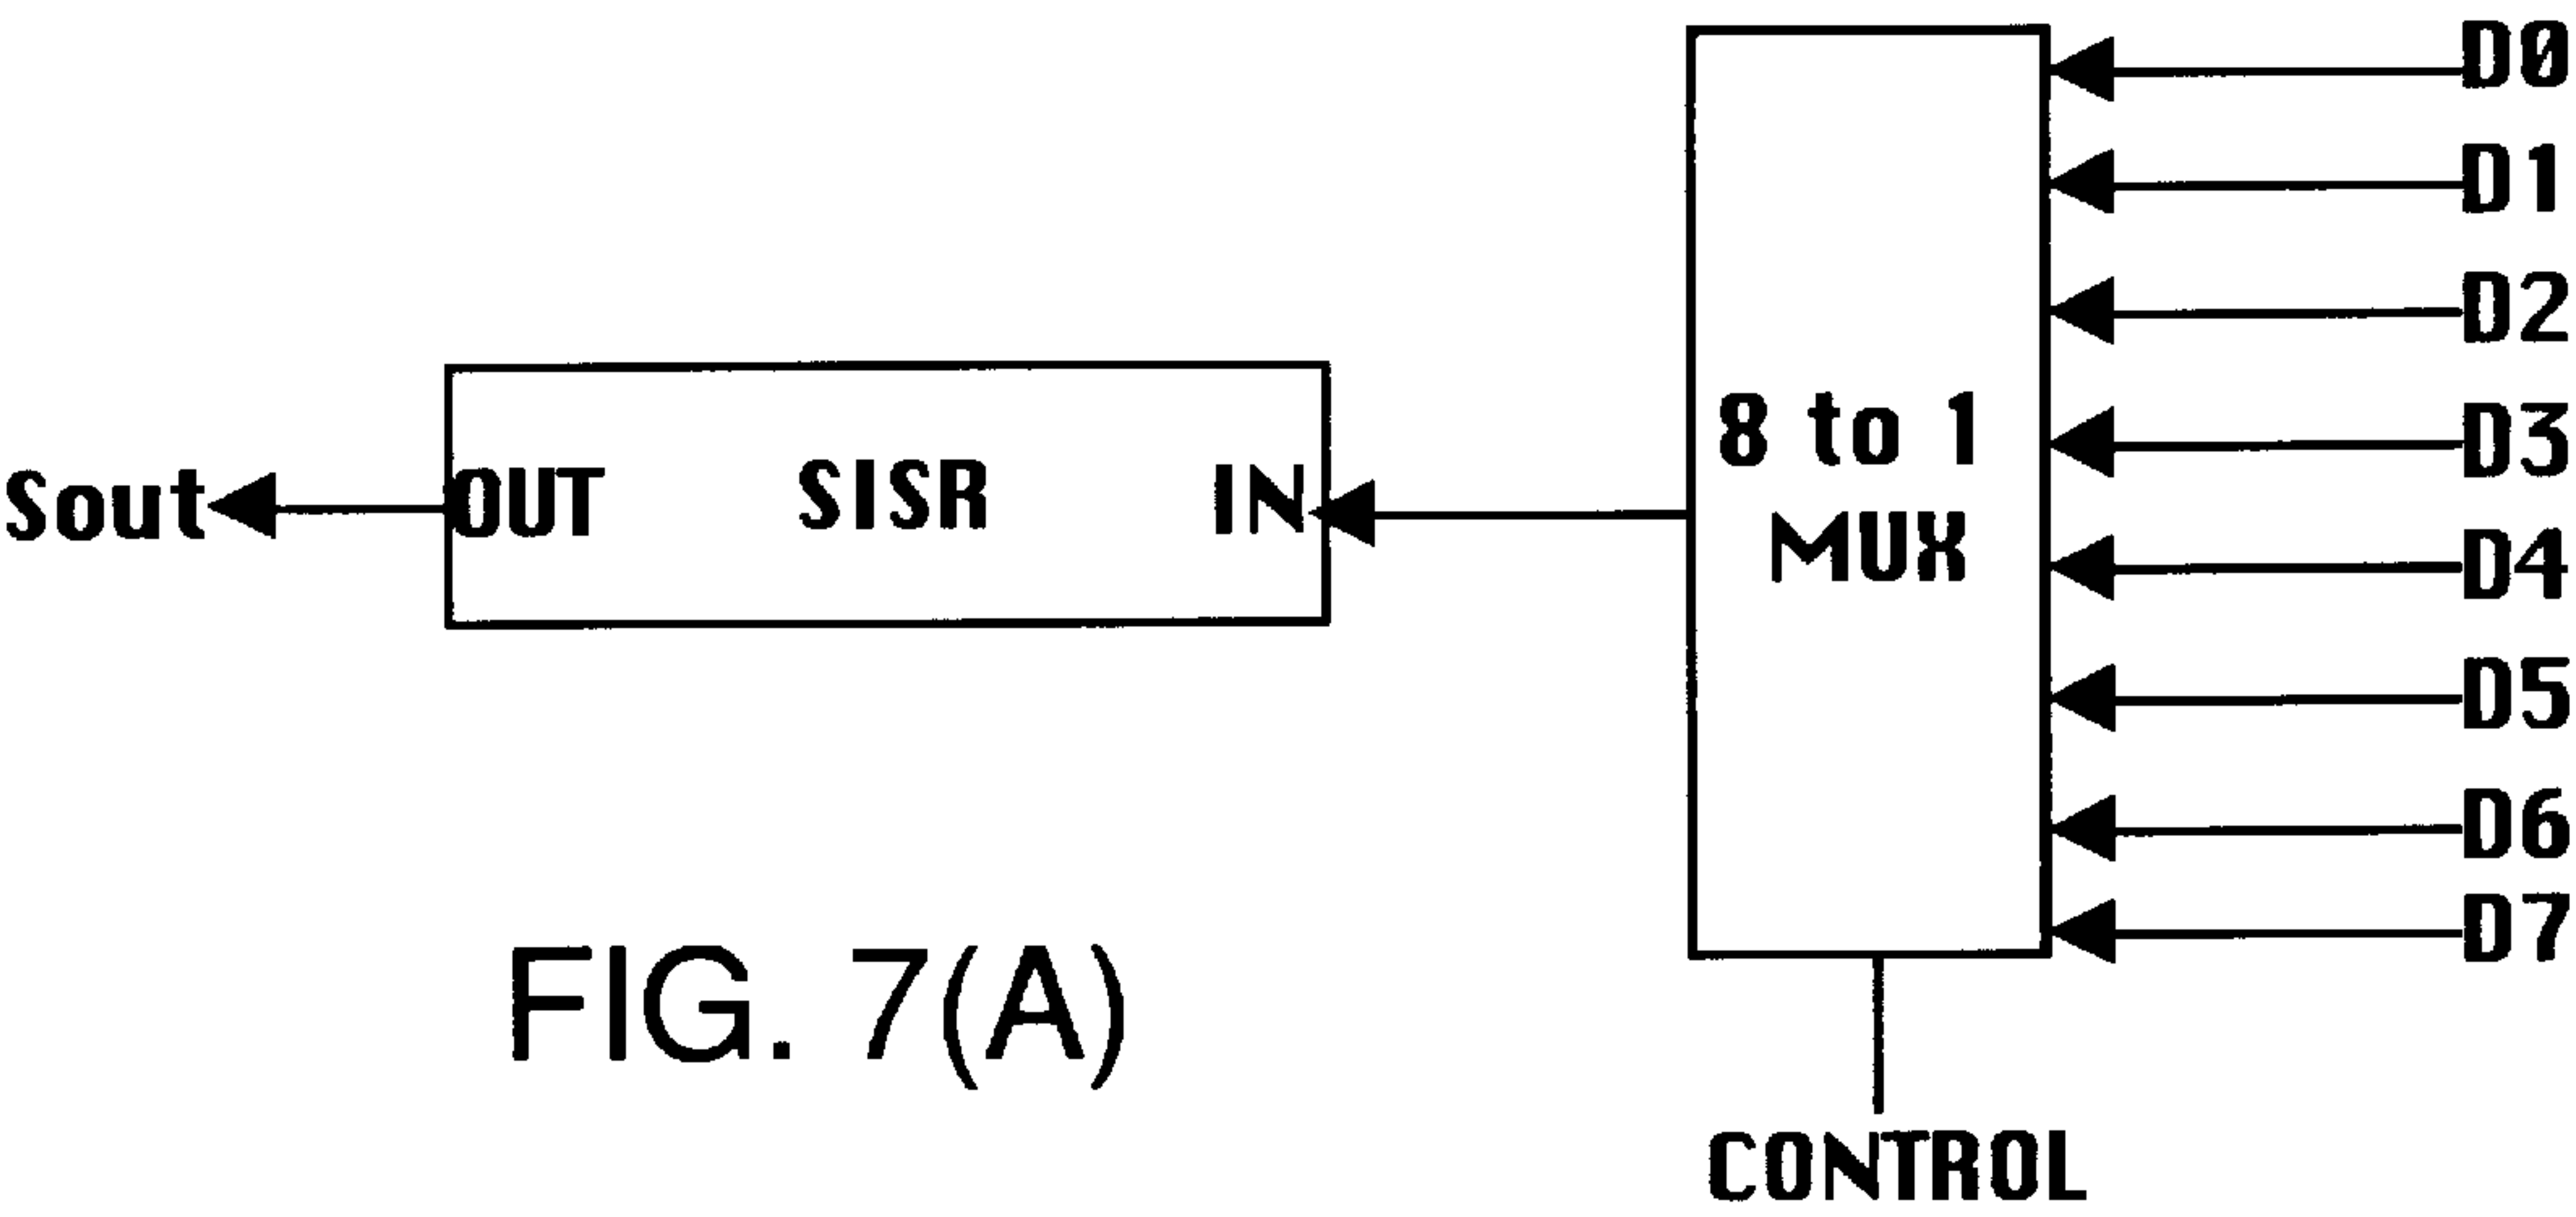 D0
D1
D2
D3
8 to 1
MUX
Sout
OUT
SISR
IN
D4
D5
D6
D7
FIG. 7(A)
CONTROL